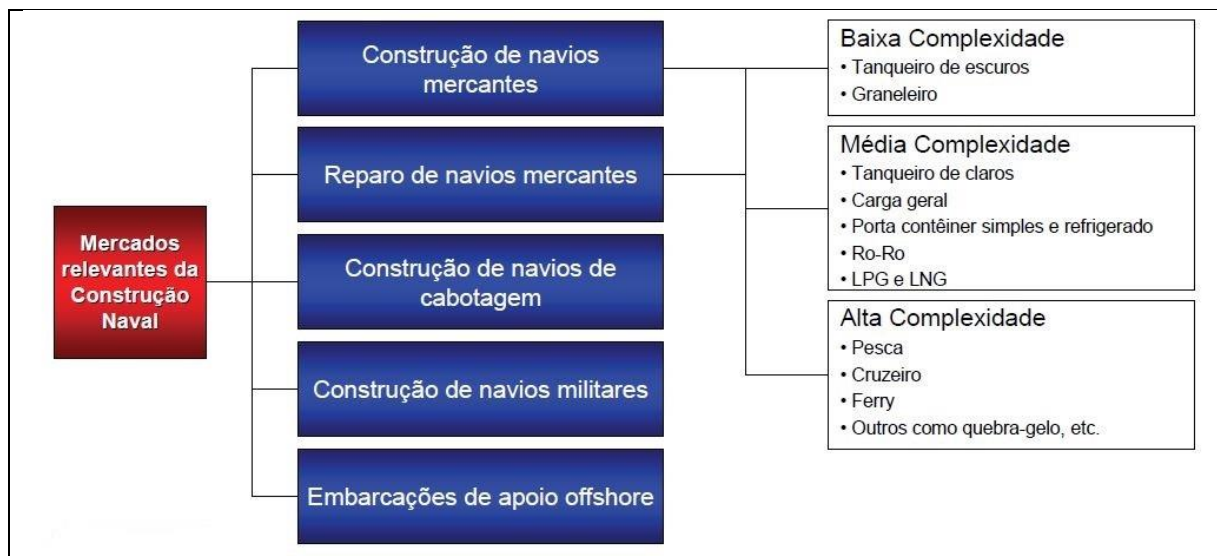 Mercados
relevantes da
Construção
Naval
Construção de navios
mercantes
Reparo de navios mercantes
Construção de navios de
cabotagem
Construção de navios militares
Embarcações de apoio offshore
Baixa Complexidade
• Tanqueiro de escuros
• Graneleiro
Média Complexidade
• Tanqueiro de claros
• Carga geral
• Porta contêiner simples e refrigerado
• Ro-Ro
• LPG e LNG
Alta Complexidade
• Pesca
• Cruzeiro
• Ferry
• Outros como quebra-gelo, etc.